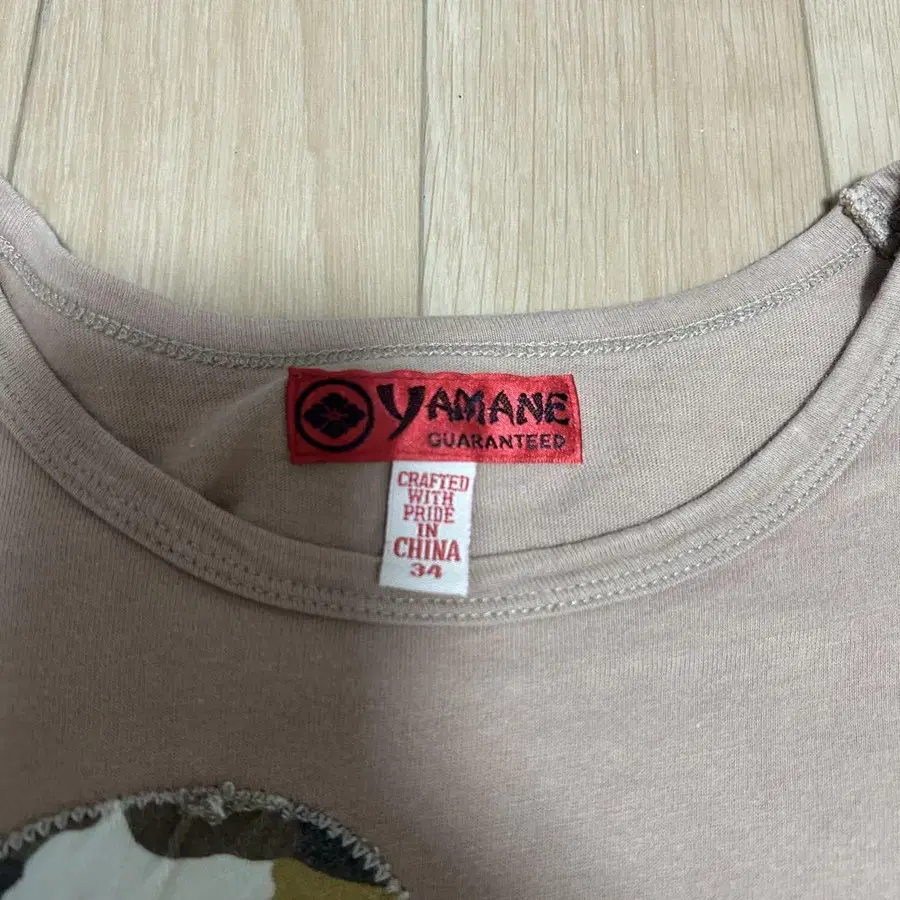 YAMANE
GUARANTEED
CRAFTED
WITH
PRIDE
IN
CHINA
34